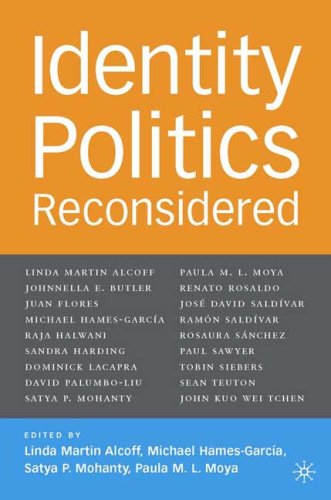 Identity
Politics
Reconsidered
LINDA MARTIN ALCOFF
JOHNNELLA E. BUTLER
JUAN FLORES
MICHAEL HAMES-GARCÍA
RAJA HALWANI
SANDRA HARDING
DOMINICK LACAPRA
DAVID PALUMBO-LIU
SATYA P. MOHANTY
PAULA M. L. MOYA
RENATO ROSALDO
JOSÉ DAVID SALDÍVAR
RAMÓN SALDÍVAR
ROSAURA SÁNCHEZ
PAUL SAWYER
TOBIN SIEBERS
SEAN TEUTON
JOHN KUO WEI TCHEN
EDITED BY
Linda Martin Alcoff, Michael Hames-García,
Satya P. Mohanty, Paula M. L. Moya